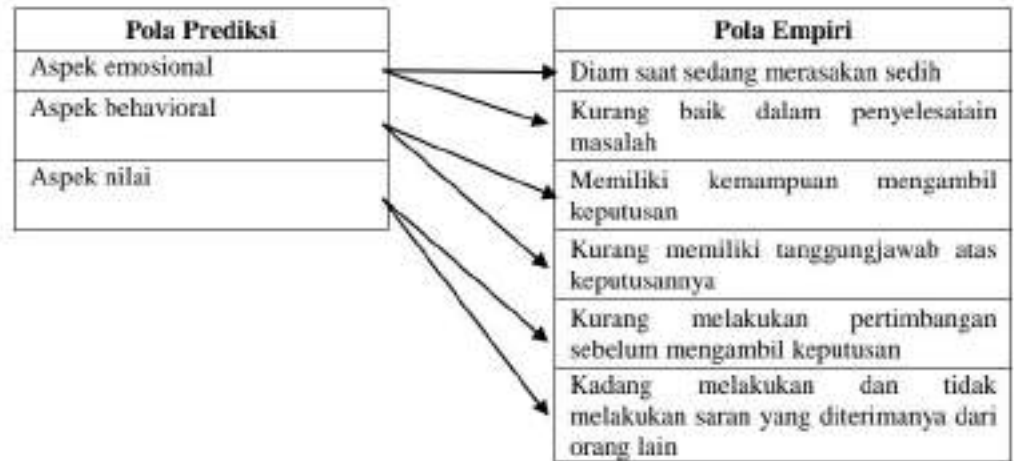 Pola Prediksi
Aspek emosional
Aspek behavioral
Aspek nilai
Pola Empiri
Diam saat sedang merasakan sedih
Kurang baik dalam penyelesaiain
masalah
Memiliki kemampuan mengambil
keputusan
Kurang memiliki tanggungjawab atas
keputusannya
Kurang melakukan pertimbangan
sebelum mengambil keputusan
Kadang melakukan dan tidak
melakukan saran yang diterimanya dari
orang lain